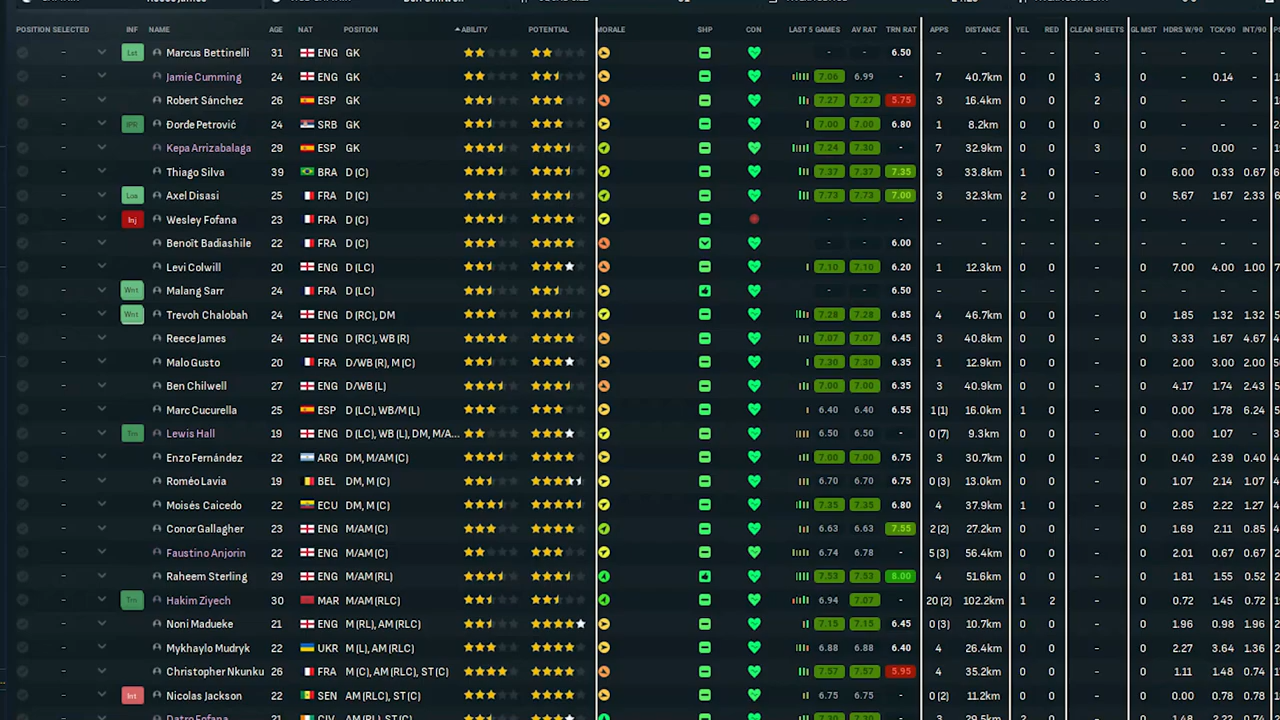 POSITION SELECTED INF NAME AGE NAT POSITION ABILITY POTENTIAL MORALE SHP CON LAST 5 GAMES AV RAT TRN RAT APPS DISTANCE YEL RED CLEAN SHEETS GL MST HDRS W/90 TCK/90 INT/90
- Lst Marcus Bettinelli 31 ENG GK - - 6.50 - - - - - - - - -
- Jamie Cumming 24 ENG GK 7.06 6.99 - 7 40.7km 0 0 3 0 - 0.14 -
- Robert Sánchez 26 ESP GK 7.27 7.27 5.75 3 16.4km 0 0 2 0 - - -
- IPR Đorde Petrović 24 SRB GK 7.00 7.00 6.80 1 8.2km 0 0 0 0 - - -
- Kepa Arrizabalaga 29 ESP GK 7.24 7.30 - 7 32.9km 0 0 3 0 - 0.00 -
- Thiago Silva 39 BRA D (C) 7.37 7.37 7.35 3 33.8km 1 0 - 0 6.00 0.33 0.67
- Loa Axel Disasi 25 FRA D (C) 7.73 7.73 7.00 3 32.3km 2 0 - 0 5.67 1.67 2.33
- Inj Wesley Fofana 23 FRA D (C) - - - - - - - - - - - -
- Benoît Badiashile 22 FRA D (C) - - 6.00 - - - - - - - - -
- Levi Colwill 20 ENG D (LC) 7.10 7.10 6.20 1 12.3km 0 0 - 0 7.00 4.00 1.00
- Wnt Malang Sarr 24 FRA D (LC) - - 6.50 - - - - - - - - -
- Wnt Trevoh Chalobah 24 ENG D (RC), DM 7.28 7.28 6.85 4 46.7km 0 0 - 0 1.85 1.32 1.32
- Reece James 24 ENG D (RC), WB (R) 7.07 7.07 6.45 3 40.8km 0 0 - 0 3.33 1.67 4.67
- Malo Gusto 20 FRA D/WB (R), M (C) 7.30 7.30 6.35 1 12.9km 0 0 - 0 2.00 3.00 2.00
- Ben Chilwell 27 ENG D/WB (L) 7.00 7.00 6.35 3 40.9km 0 0 - 0 4.17 1.74 2.43
- Marc Cucurella 25 ESP D (LC), WB/M (L) 6.40 6.40 6.55 1 (1) 16.0km 1 0 - 0 0.00 1.78 6.24
- Trn Lewis Hall 19 ENG D (LC), WB (L), DM, M/A... 6.50 6.50 - 0 (7) 9.3km 0 0 - 0 0.00 1.07 -
- Enzo Fernández 22 ARG DM, M/AM (C) 7.00 7.00 6.75 3 30.7km 0 0 - 0 0.40 2.39 0.40
- Roméo Lavia 19 BEL DM, M (C) 6.70 6.70 6.75 0 (3) 13.0km 0 0 - 0 1.07 2.14 1.07
- Moisés Caicedo 22 ECU DM, M (C) 7.35 7.35 6.80 4 37.9km 1 0 - 0 2.85 2.22 1.27
- Conor Gallagher 23 ENG M/AM (C) 6.63 6.63 7.55 2 (2) 27.2km 0 0 - 0 1.69 2.11 0.85
- Faustino Anjorin 22 ENG M/AM (C) 6.74 6.78 - 5 (3) 56.4km 0 0 - 0 2.01 0.67 0.67
- Raheem Sterling 29 ENG M/AM (RL) 7.53 7.53 8.00 4 51.6km 0 0 - 0 1.81 1.55 0.52
- Trn Hakim Ziyech 30 MAR M/AM (RLC) 6.94 7.07 - 20 (2) 102.2km 1 2 - 0 0.72 1.45 0.72
- Noni Madueke 21 ENG M (RL), AM (RLC) 7.15 7.15 6.45 0 (3) 10.7km 0 0 - 0 1.96 0.98 1.96
- Mykhaylo Mudryk 22 UKR M (L), AM (RLC) 6.88 6.88 6.40 4 26.4km 0 0 - 0 2.27 3.64 1.36
- Christopher Nkunku 26 FRA M (C), AM (RLC), ST (C) 7.57 7.57 5.95 4 35.2km 0 0 - 0 1.11 1.48 0.74
- Int Nicolas Jackson 22 SEN AM (RLC), ST (C) 6.75 6.75 - 0 (2) 11.2km 0 0 - 0 0.00 0.78 0.78